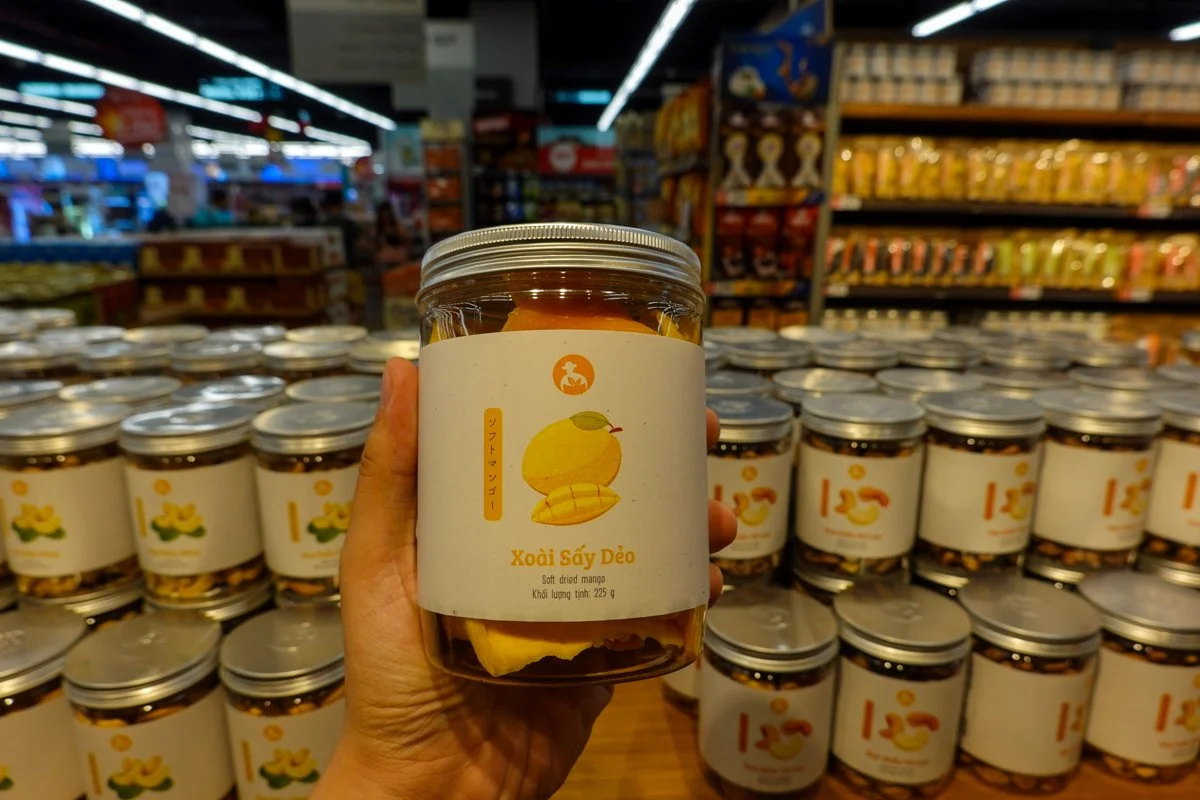 ソフトマンゴー
Xoài Sấy Dẻo
Soft dried mango
Khối lượng tịnh: 225 g